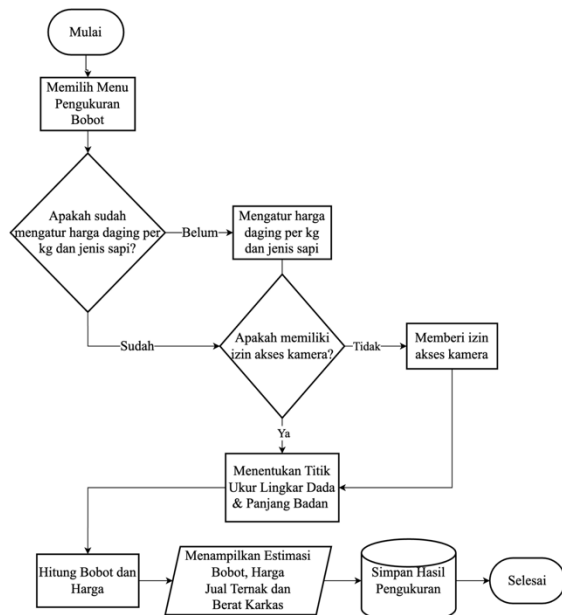 Mulai
Memilih Menu
Pengukuran
Bobot
Apakah sudah
mengatur harga daging per
kg dan jenis sapi?
Belum
Mengatur harga
daging per kg
dan jenis sapi
Sudah
Apakah memiliki
izin akses kamera?
Tidak
Memberi izin
akses kamera
Ya
Menentukan Titik
Ukur Lingkar Dada
& Panjang Badan
Hitung Bobot dan
Harga
Menampilkan Estimasi
Bobot, Harga
Jual Ternak dan
Berat Karkas
Simpan Hasil
Pengukuran
Selesai